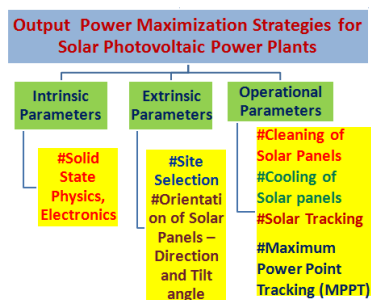 Output Power Maximization Strategies for
Solar Photovoltaic Power Plants
Intrinsic
Parameters
#Solid
State
Physics,
Electronics
Extrinsic
Parameters
#Site
Selection
#Orientati
on of Solar
Panels –
Direction
and Tilt
angle
Operational
Parameters
#Cleaning of
Solar Panels
#Cooling of
Solar panels
#Solar Tracking
#Maximum
Power Point
Tracking (MPPT)